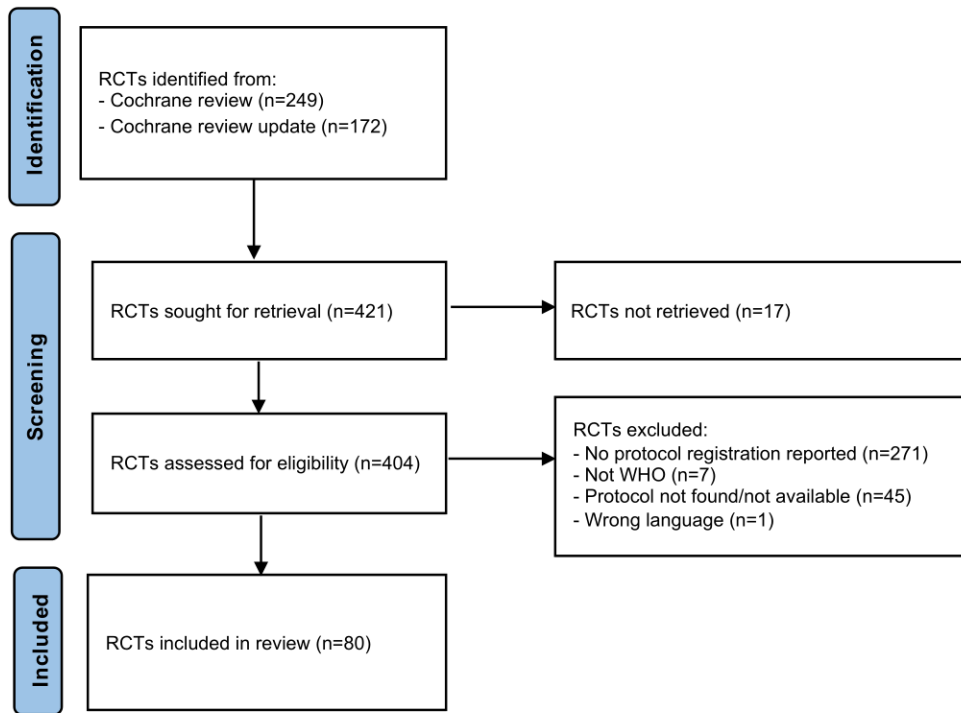 Identification
RCTs identified from:
- Cochrane review (n=249)
- Cochrane review update (n=172)
Screening
RCTs sought for retrieval (n=421)
RCTs not retrieved (n=17)
RCTs assessed for eligibility (n=404)
RCTs excluded:
- No protocol registration reported (n=271)
- Not WHO (n=7)
- Protocol not found/not available (n=45)
- Wrong language (n=1)
Included
RCTs included in review (n=80)